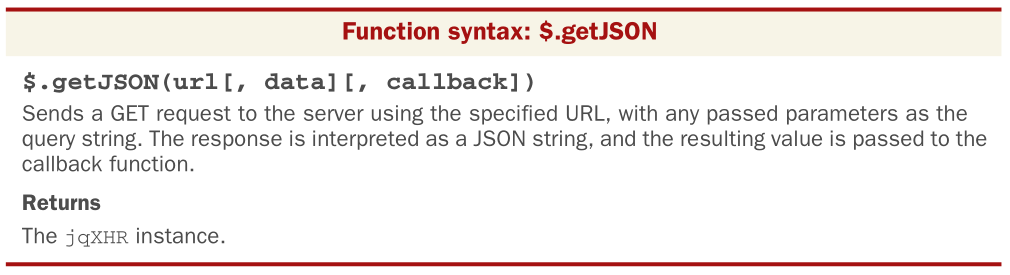 Function syntax: $.getJSON
$.getJSON(url[, data][, callback])
Sends a GET request to the server using the specified URL, with any passed parameters as the
query string. The response is interpreted as a JSON string, and the resulting value is passed to the
callback function.
Returns
The jqXHR instance.